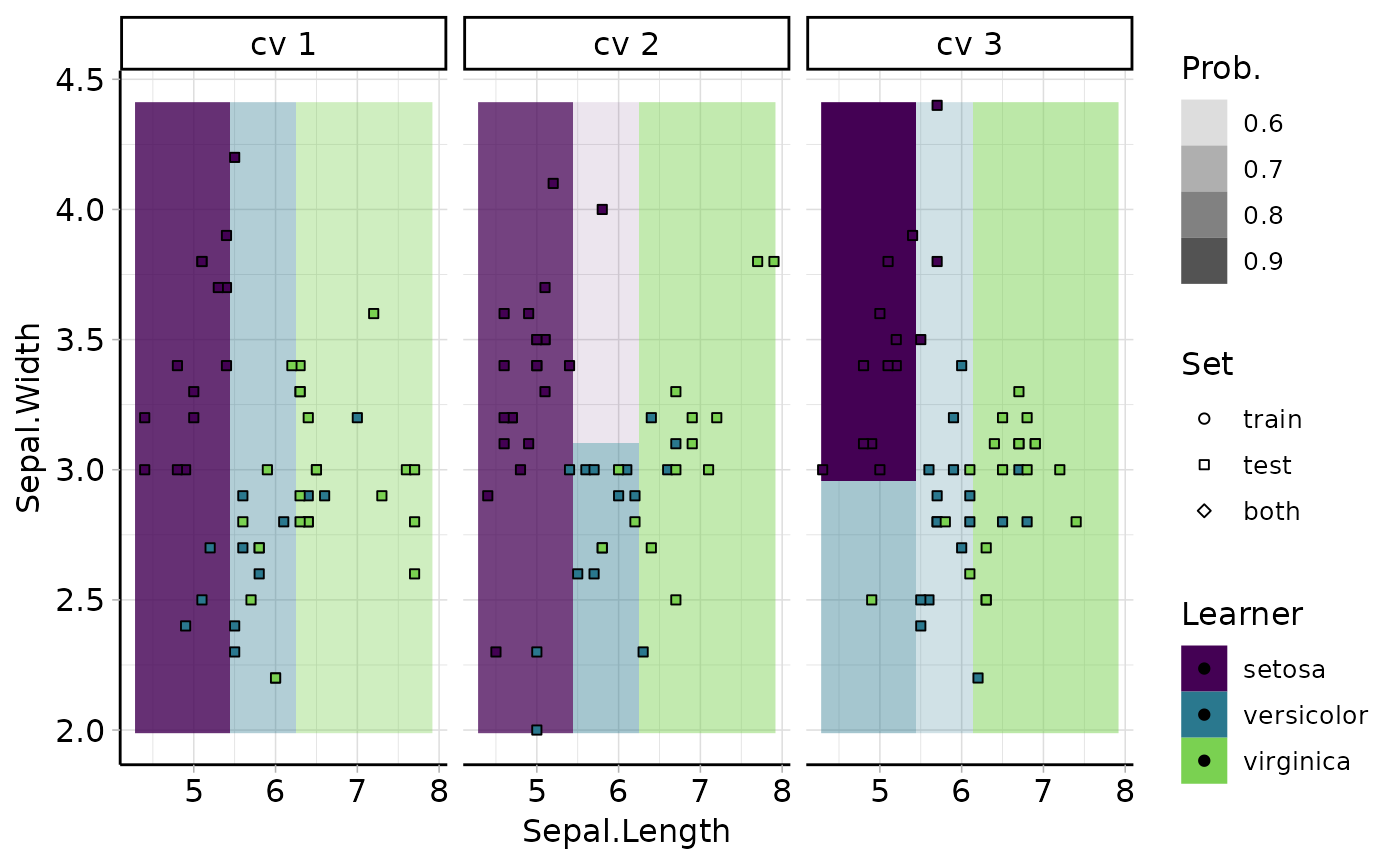 cv 1 cv 2 cv 3
4.5
4.0
3.5
3.0
2.5
2.0
Sepal.Width
5 6 7 8 5 6 7 8 5 6 7 8
Sepal.Length
Prob.
0.6
0.7
0.8
0.9
Set
train
test
both
Learner
setosa
versicolor
virginica